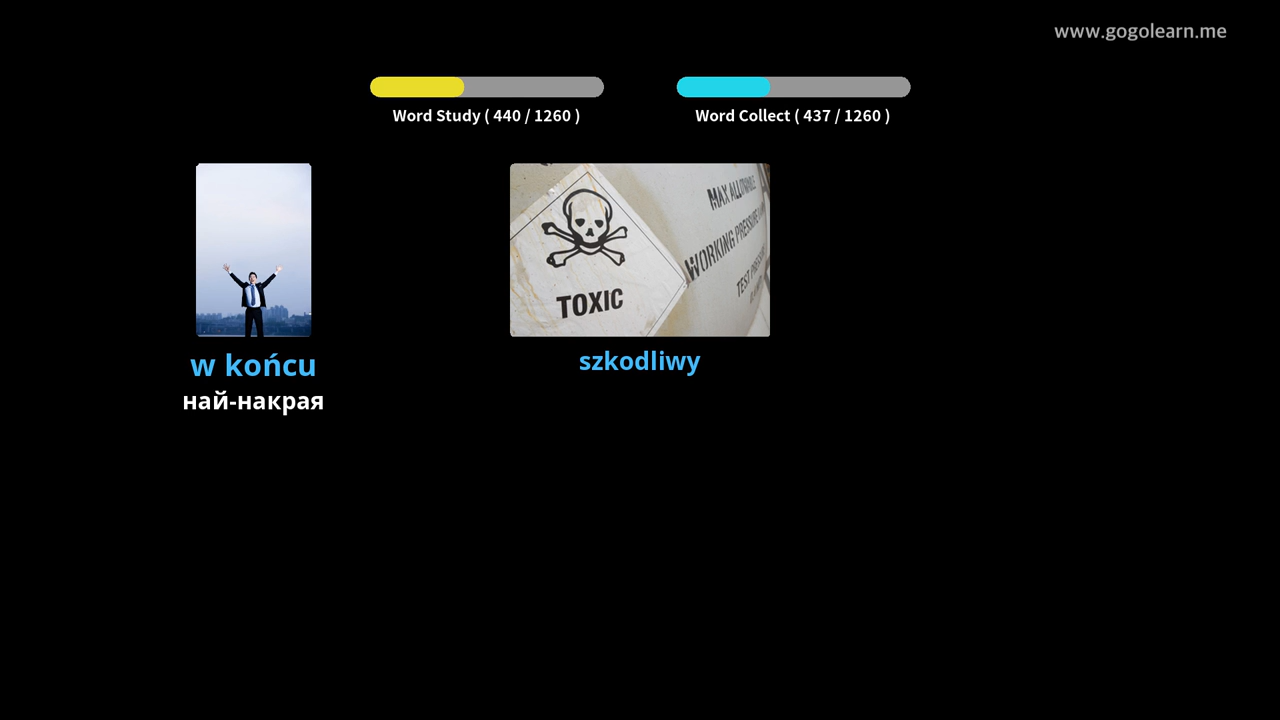 www.gogolearn.me
Word Study ( 440 / 1260 )
Word Collect ( 437 / 1260 )
TOXIC
MAX ALLOWABLE
WORKING PRESSURE
TEST
w końcu
най-накрая
szkodliwy